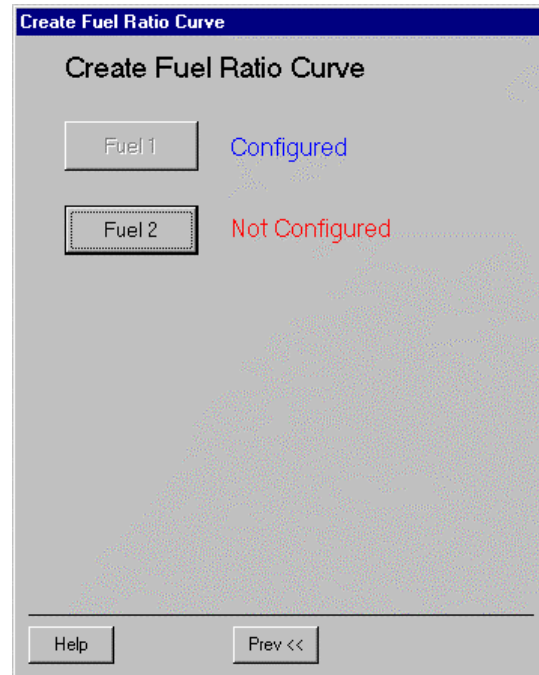 Create Fuel Ratio Curve
Create Fuel Ratio Curve
Fuel 1 Configured
Fuel 2 Not Configured
Help Prev <<